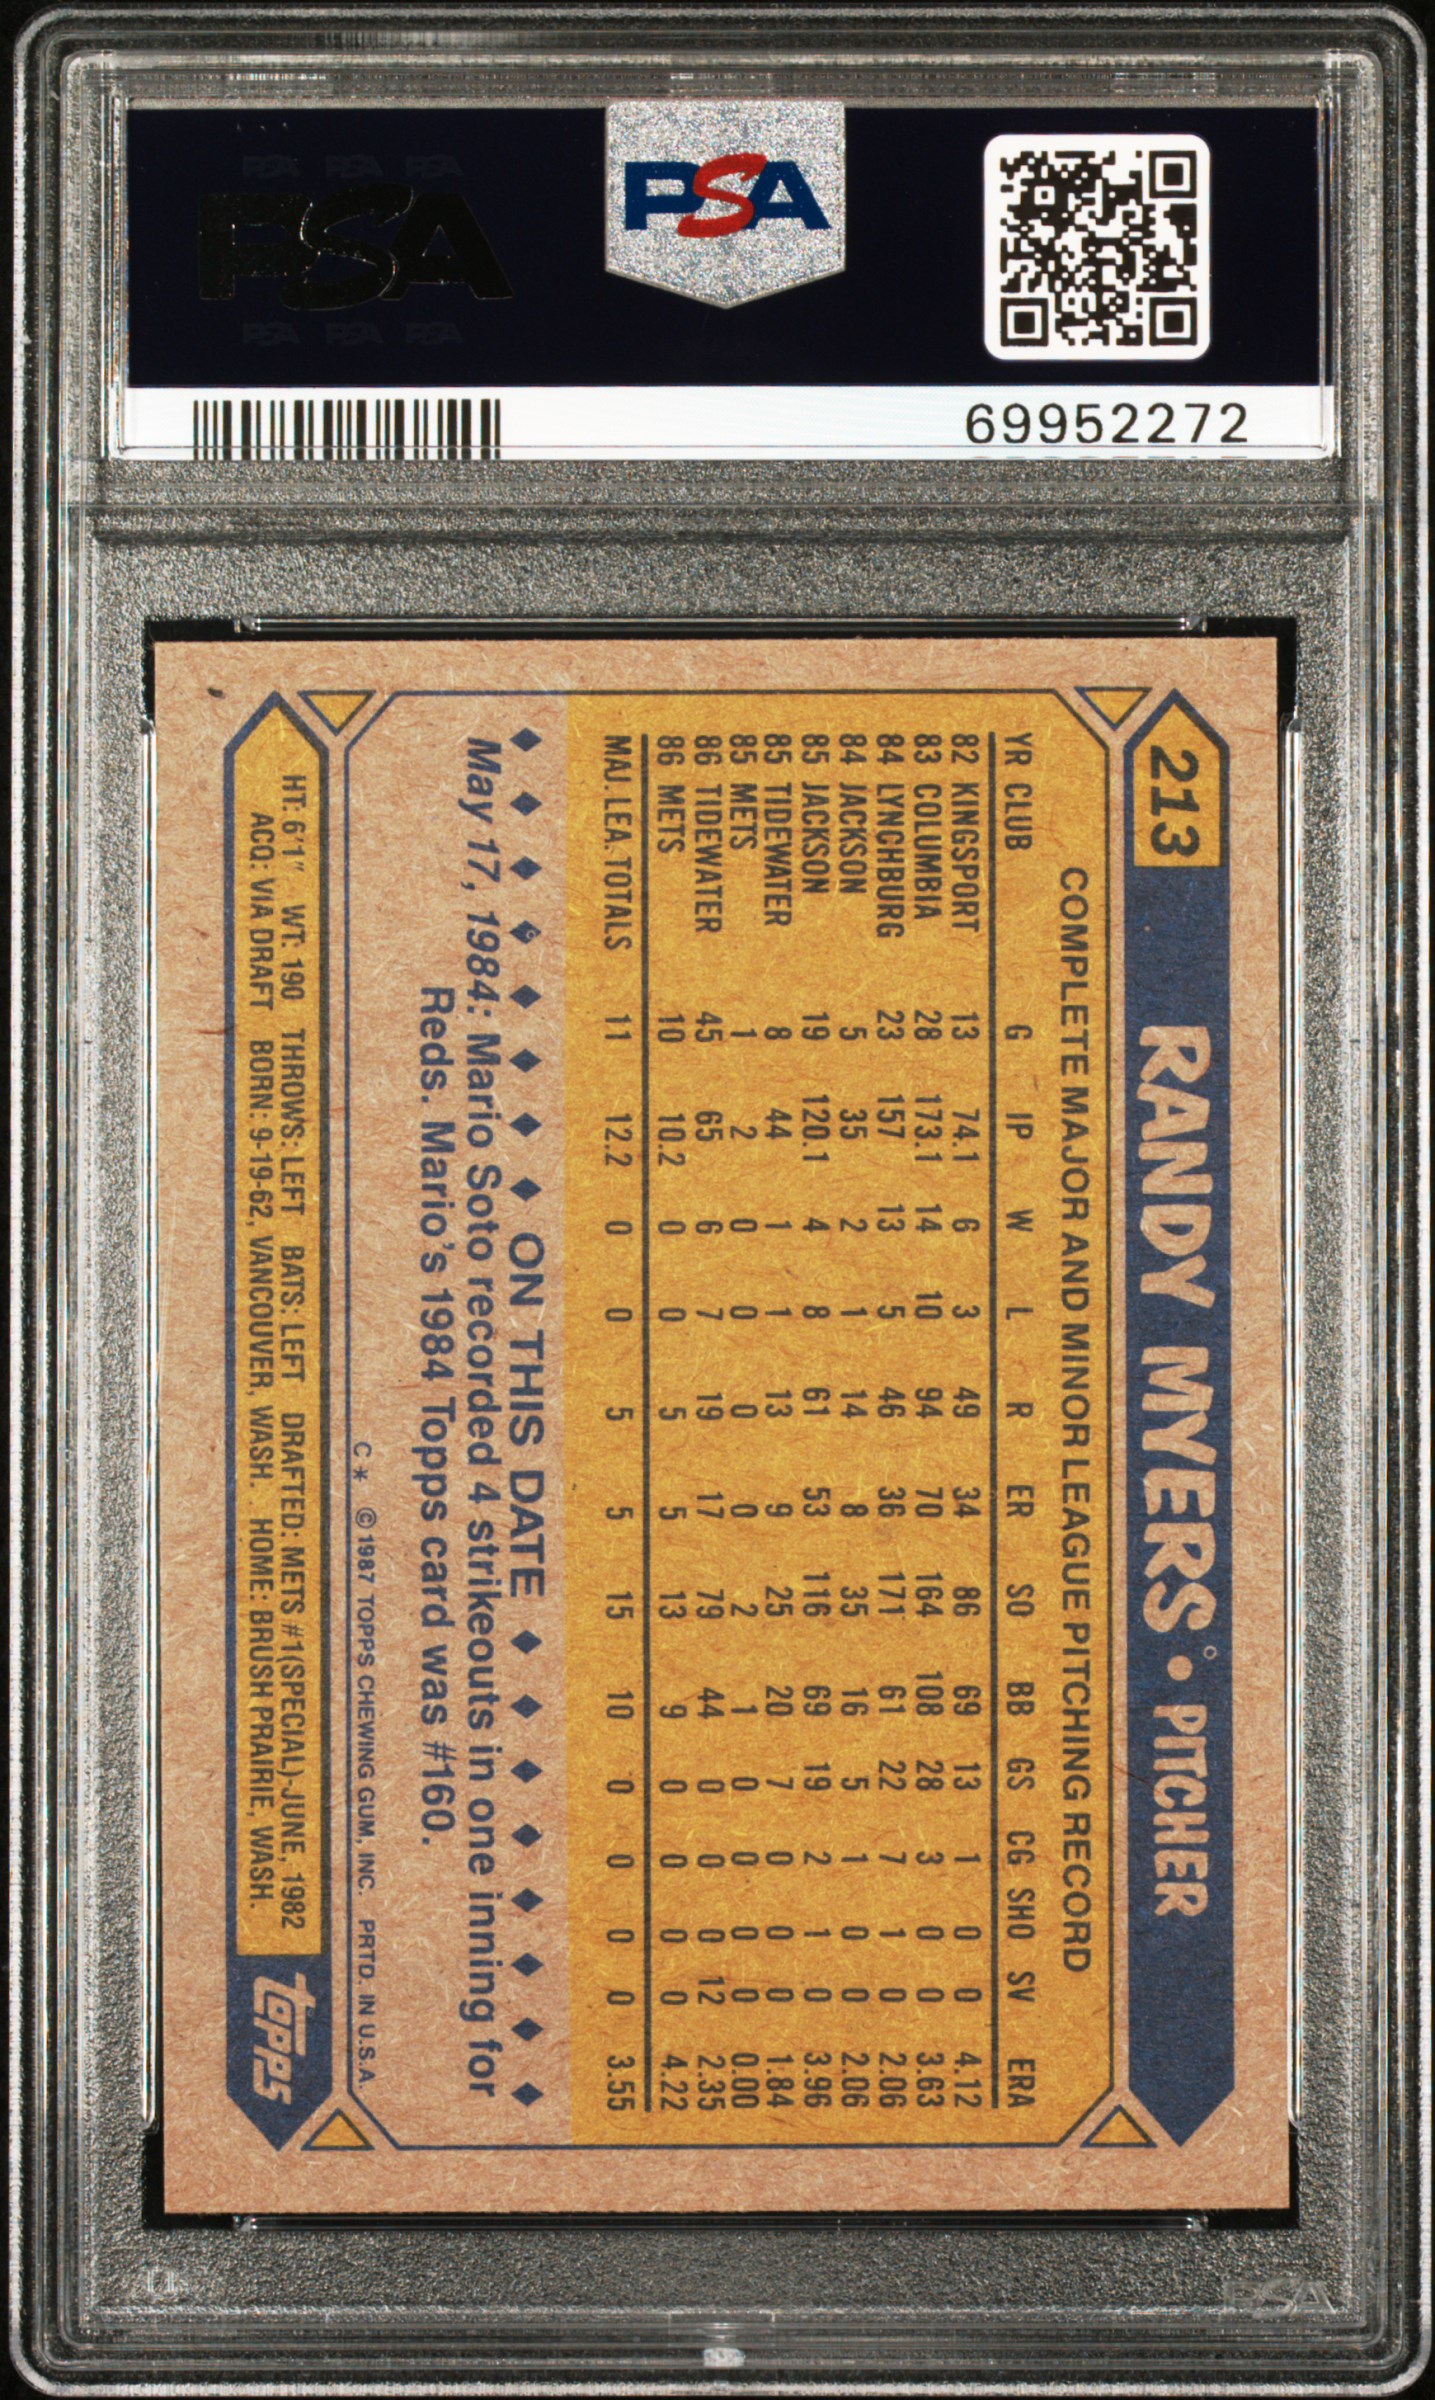 PSA
PSA PSA PSA
PSA
PSA PSA PSA
69952272
213 RANDY MYERS° • PITCHER
COMPLETE MAJOR AND MINOR LEAGUE PITCHING RECORD
YR CLUB G IP W L R ER SO BB GS CG SHO SV ERA
82 KINGSPORT 13 74.1 6 3 49 34 86 69 13 1 0 0 4.12
83 COLUMBIA 28 173.1 14 10 94 70 164 108 28 3 0 0 3.63
84 LYNCHBURG 23 157 13 5 46 36 171 61 22 7 1 0 2.06
84 JACKSON 5 35 2 1 14 8 35 16 5 1 0 0 2.06
85 JACKSON 19 120.1 4 8 61 53 116 69 19 2 1 0 3.96
85 TIDEWATER 8 44 1 1 13 9 25 20 7 0 0 0 1.84
85 METS 1 2 0 0 0 0 2 1 0 0 0 0 0.00
86 TIDEWATER 45 65 6 7 19 17 79 44 0 0 0 12 2.35
86 METS 10 10.2 0 0 5 5 13 9 0 0 0 0 4.22
MAJ. LEA. TOTALS 11 12.2 0 0 5 5 15 10 0 0 0 0 3.55
ON THIS DATE
May 17, 1984: Mario Soto recorded 4 strikeouts in one inning for
Reds. Mario's 1984 Topps card was #160.
C* ©1987 TOPPS CHEWING GUM, INC. PRTD. IN U.S.A.
HT: 6'1" WT: 190 THROWS: LEFT BATS: LEFT DRAFTED: METS #1(SPECIAL)-JUNE, 1982
ACQ: VIA DRAFT BORN: 9-19-62, VANCOUVER, WASH. HOME: BRUSH PRAIRIE, WASH.
topps
PSA